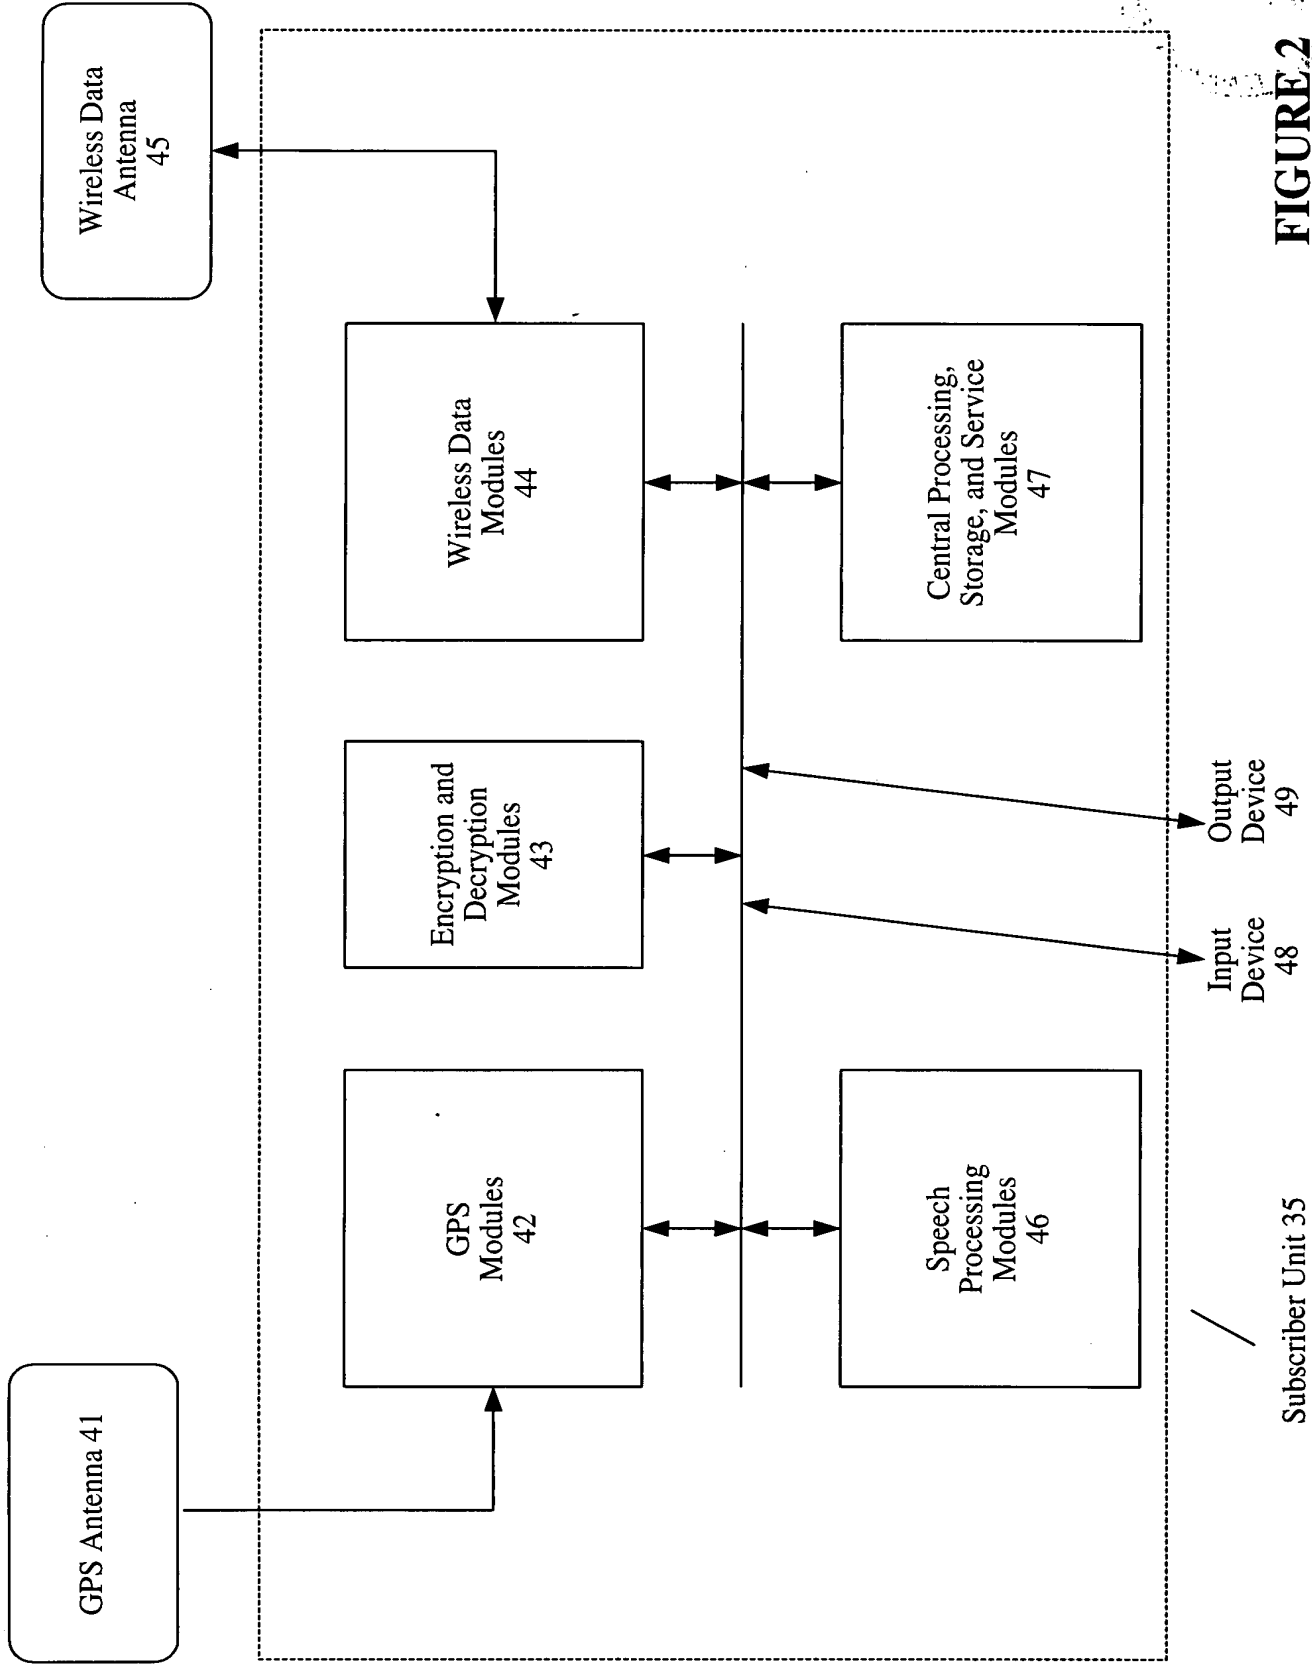 GPS Antenna 41
Wireless Data
Antenna
45
GPS
Modules
42
Encryption and
Decryption
Modules
43
Wireless Data
Modules
44
Speech
Processing
Modules
46
Central Processing,
Storage, and Service
Modules
47
Input
Device
48
Output
Device
49
Subscriber Unit 35
FIGURE 2